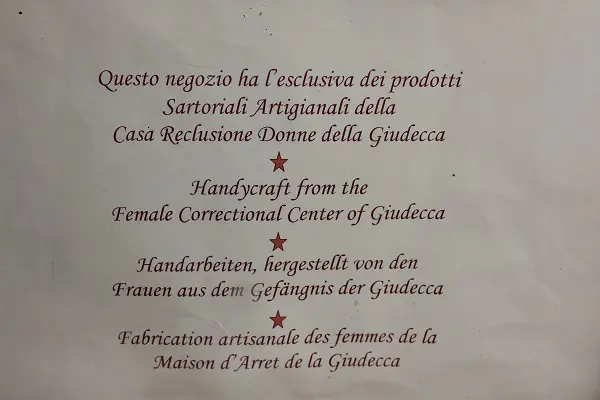 Questo negozio ha l'esclusiva dei prodotti
Sartoriali Artigianali della
Casa Reclusione Donne della Giudecca
Handycraft from the
Female Correctional Center of Giudecca
Handarbeiten, hergestellt von den
Frauen aus dem Gefängnis der Giudecca
Fabrication artisanale des femmes de la
Maison d'Arret de la Giudecca